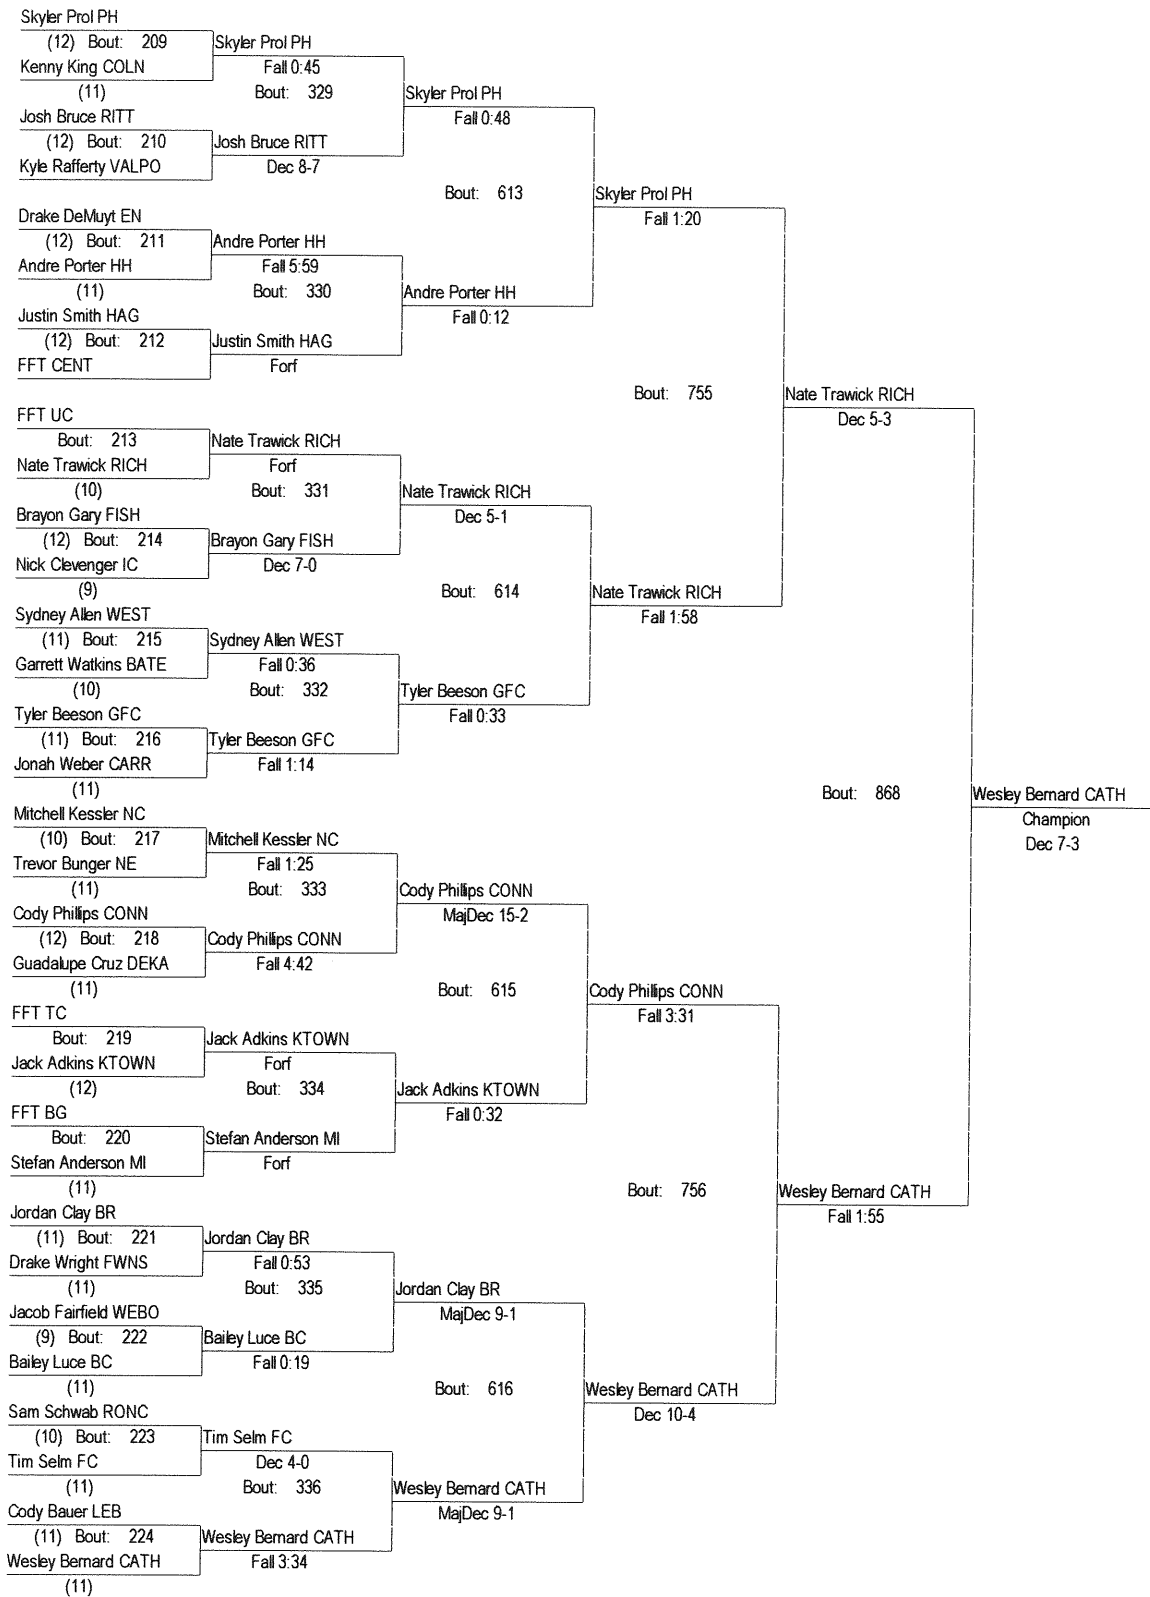 Skyler Prol PH
(12) Bout: 209 Skyler Prol PH
Kenny King COLN Fall 0:45
(11) Bout: 329 Skyler Prol PH
Josh Bruce RITT Fall 0:48
(12) Bout: 210 Josh Bruce RITT
Kyle Rafferty VALPO Dec 8-7
Bout: 613 Skyler Prol PH
Drake DeMuyt EN Fall 1:20
(12) Bout: 211 Andre Porter HH
Andre Porter HH Fall 5:59
(11) Bout: 330 Andre Porter HH
Justin Smith HAG Fall 0:12
(12) Bout: 212 Justin Smith HAG
FFT CENT Forf
Bout: 755 Nate Trawick RICH
FFT UC Dec 5-3
Bout: 213 Nate Trawick RICH
Nate Trawick RICH Forf
(10) Bout: 331 Nate Trawick RICH
Brayon Gary FISH Dec 5-1
(12) Bout: 214 Brayon Gary FISH
Nick Clevenger IC Dec 7-0
(9) Bout: 614 Nate Trawick RICH
Sydney Allen WEST Fall 1:58
(11) Bout: 215 Sydney Allen WEST
Garrett Watkins BATE Fall 0:36
(10) Bout: 332 Tyler Beeson GFC
Tyler Beeson GFC Fall 0:33
(11) Bout: 216 Tyler Beeson GFC
Jonah Weber CARR Fall 1:14
(11) Bout: 868 Wesley Bernard CATH
Mitchell Kessler NC Champion
(10) Bout: 217 Mitchell Kessler NC Dec 7-3
Trevor Bunger NE Fall 1:25
(11) Bout: 333 Cody Phillips CONN
Cody Phillips CONN MajDec 15-2
(12) Bout: 218 Cody Phillips CONN
Guadalupe Cruz DEKA Fall 4:42
(11) Bout: 615 Cody Phillips CONN
FFT TC Fall 3:31
Bout: 219 Jack Adkins KTOWN
Jack Adkins KTOWN Forf
(12) Bout: 334 Jack Adkins KTOWN
FFT BG Fall 0:32
Bout: 220 Stefan Anderson MI
Stefan Anderson MI Forf
(11) Bout: 756 Wesley Bernard CATH
Jordan Clay BR Fall 1:55
(11) Bout: 221 Jordan Clay BR
Drake Wright FWNS Fall 0:53
(11) Bout: 335 Jordan Clay BR
Jacob Fairfield WEBO MajDec 9-1
(9) Bout: 222 Bailey Luce BC
Bailey Luce BC Fall 0:19
(11) Bout: 616 Wesley Bernard CATH
Sam Schwab RONC Dec 10-4
(10) Bout: 223 Tim Selm FC
Tim Selm FC Dec 4-0
(11) Bout: 336 Wesley Bernard CATH
Cody Bauer LEB MajDec 9-1
(11) Bout: 224 Wesley Bernard CATH
Wesley Bernard CATH Fall 3:34
(11)